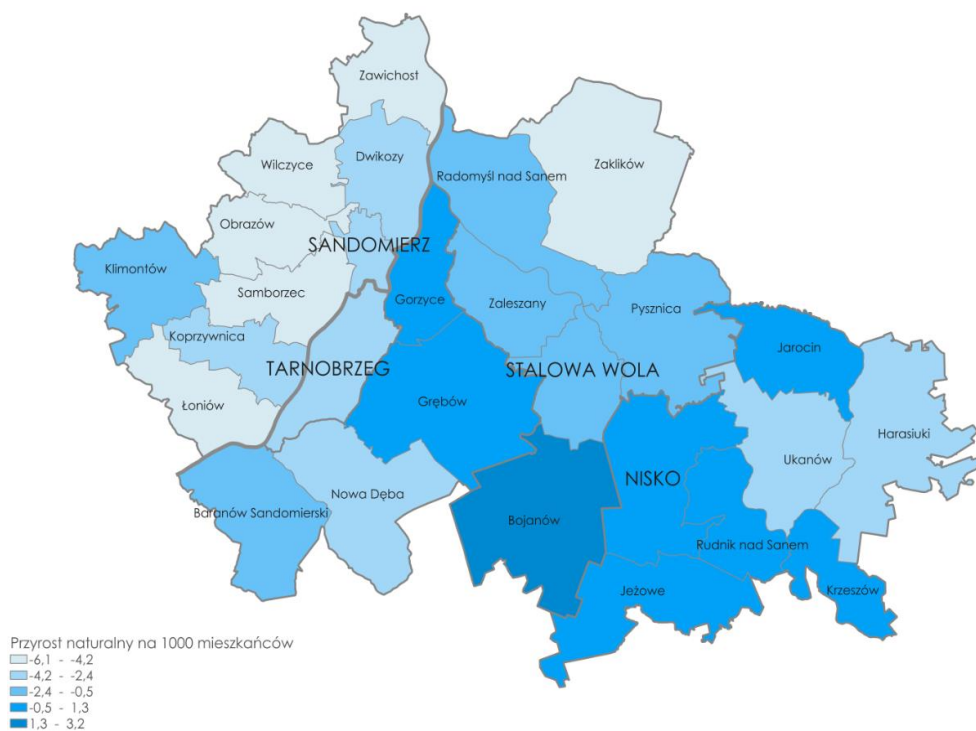 Zawichost
Dwikozy
Wilczyce
Radomyśl nad Sanem
Zaklików
Obrazów
SANDOMIERZ
Klimontów
Samborzec
Gorzyce
Zaleszany
Pysznica
Koprzywnica
Jarocin
TARNOBRZEG
STALOWA WOLA
Łoniów
Grębów
Harasiuki
Ukanów
NISKO
Nowa Dęba
Baranów Sandomierski
Bojanów
Rudnik nad Sanem
Jeżowe
Krzeszów
Przyrost naturalny na 1000 mieszkańców
-6,1 - -4,2
-4,2 - -2,4
-2,4 - -0,5
-0,5 - 1,3
1,3 - 3,2